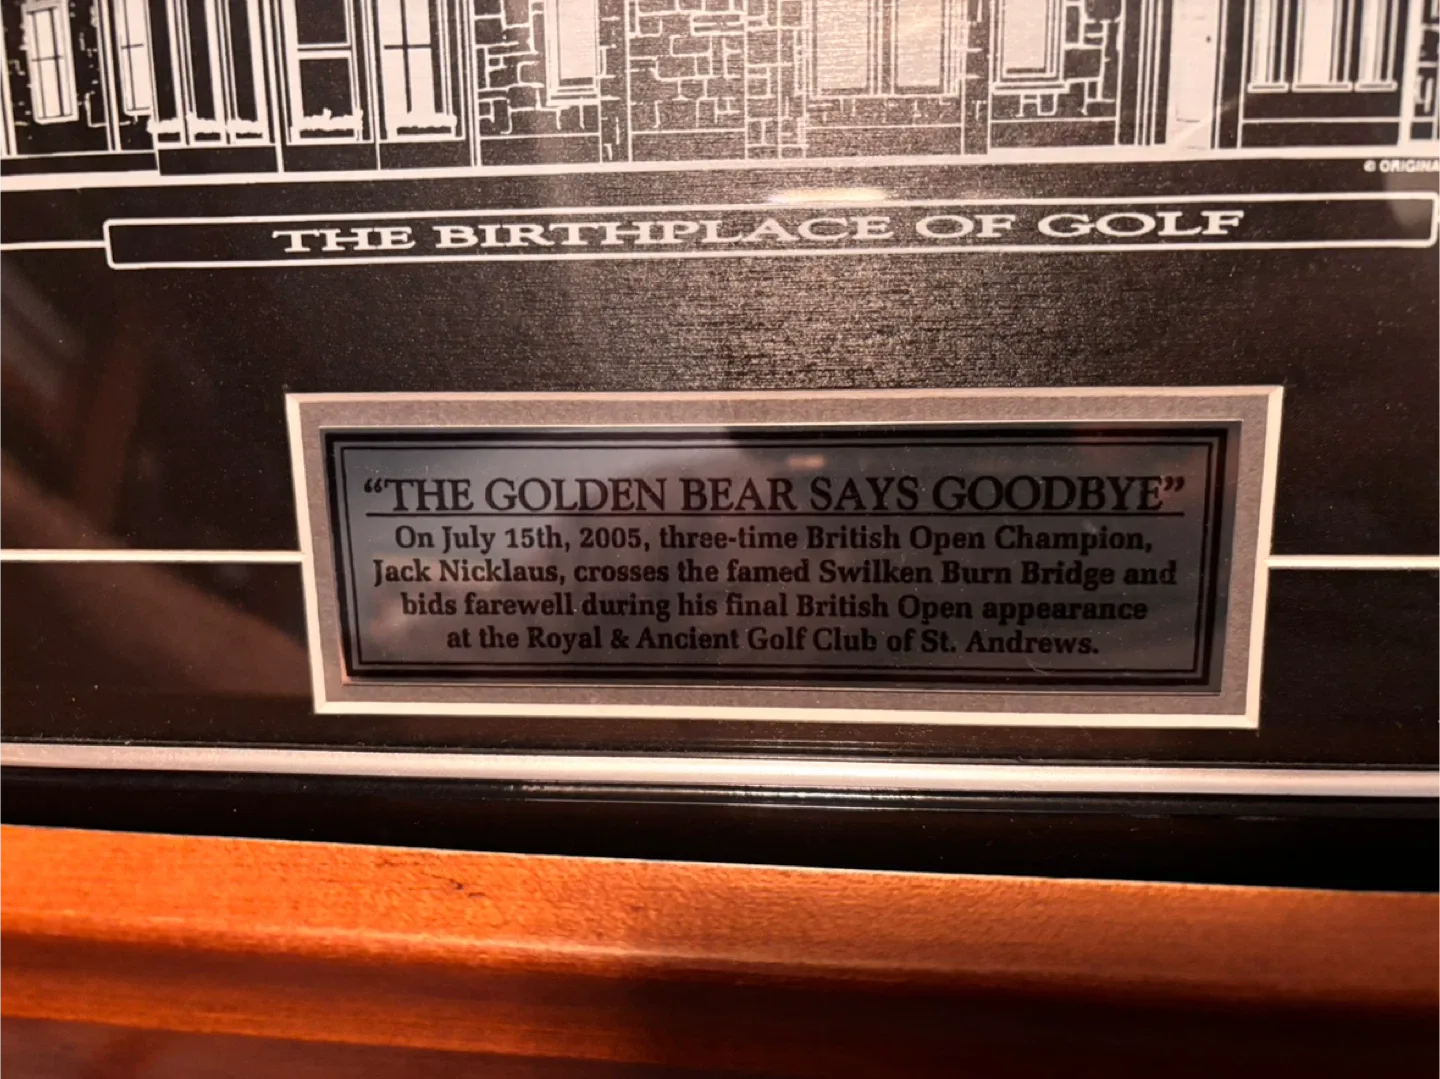 © ORIGINA
THE BIRTHPLACE OF GOLF
“THE GOLDEN BEAR SAYS GOODBYE”
On July 15th, 2005, three-time British Open Champion,
Jack Nicklaus, crosses the famed Swilken Burn Bridge and
bids farewell during his final British Open appearance
at the Royal & Ancient Golf Club of St. Andrews.